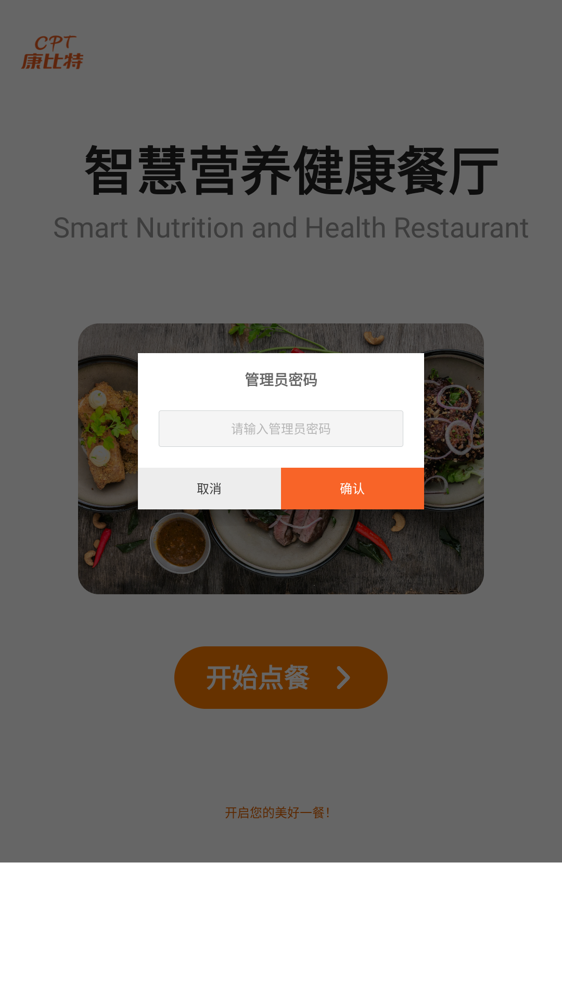 CPT
康比特
智慧营养健康餐厅
Smart Nutrition and Health Restaurant
管理员密码
请输入管理员密码
取消
确认
开始点餐
开启您的美好一餐!